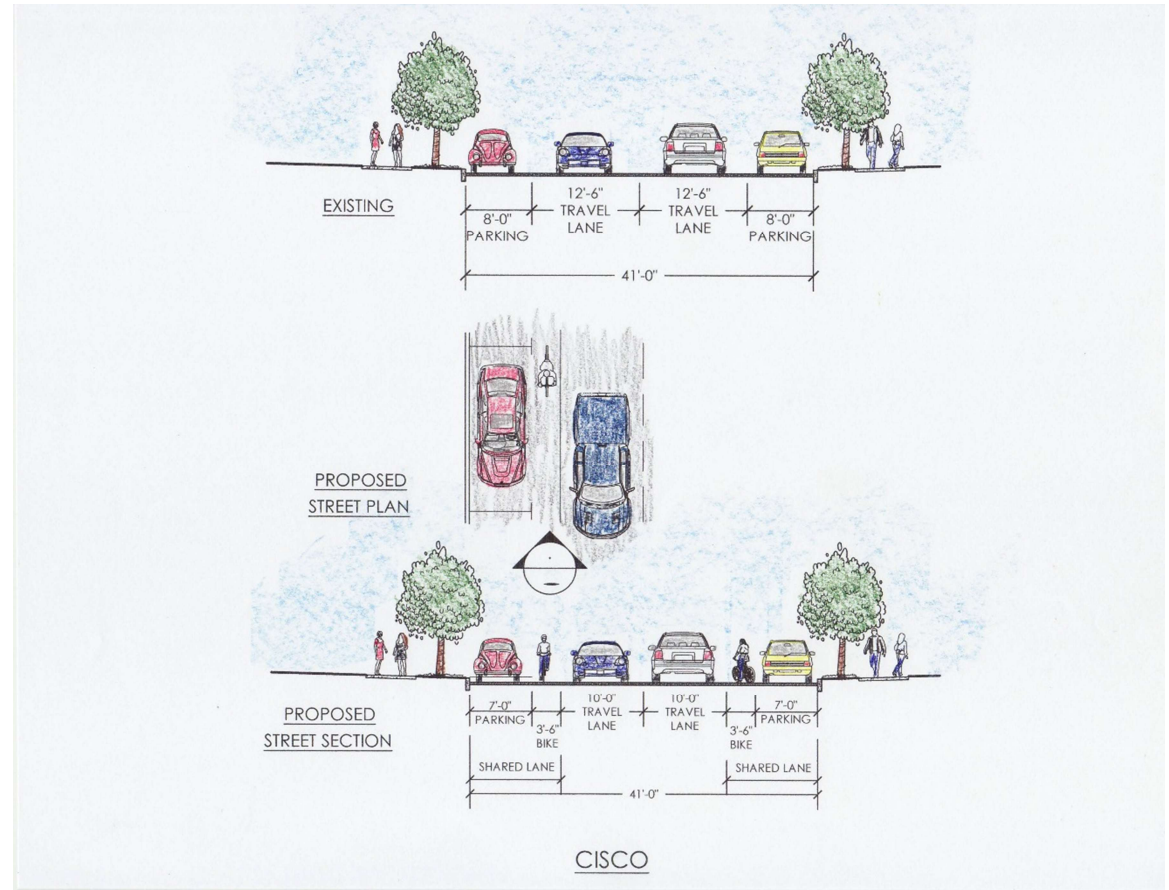 EXISTING
8'-0"
PARKING
12'-6"
TRAVEL
LANE
12'-6"
TRAVEL
LANE
8'-0"
PARKING
41'-0"
PROPOSED
STREET PLAN
PROPOSED
STREET SECTION
7'-0"
PARKING
3'-6"
BIKE
10'-0"
TRAVEL
LANE
10'-0"
TRAVEL
LANE
3'-6"
BIKE
7'-0"
PARKING
SHARED LANE
SHARED LANE
41'-0"
CISCO